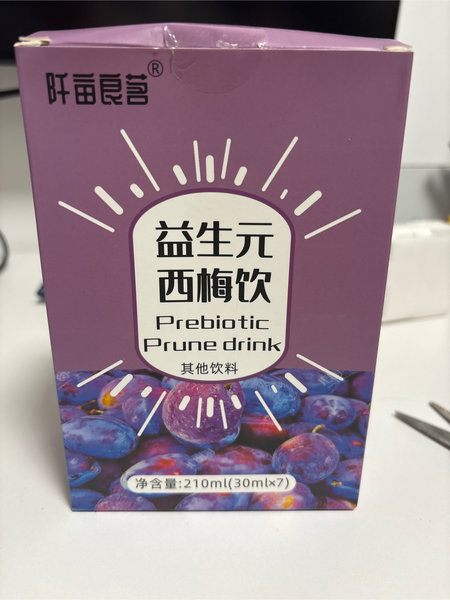 阡亩良茗®
益生元
西梅饮
Prebiotic
Prune drink
其他饮料
净含量:210ml(30ml×7)